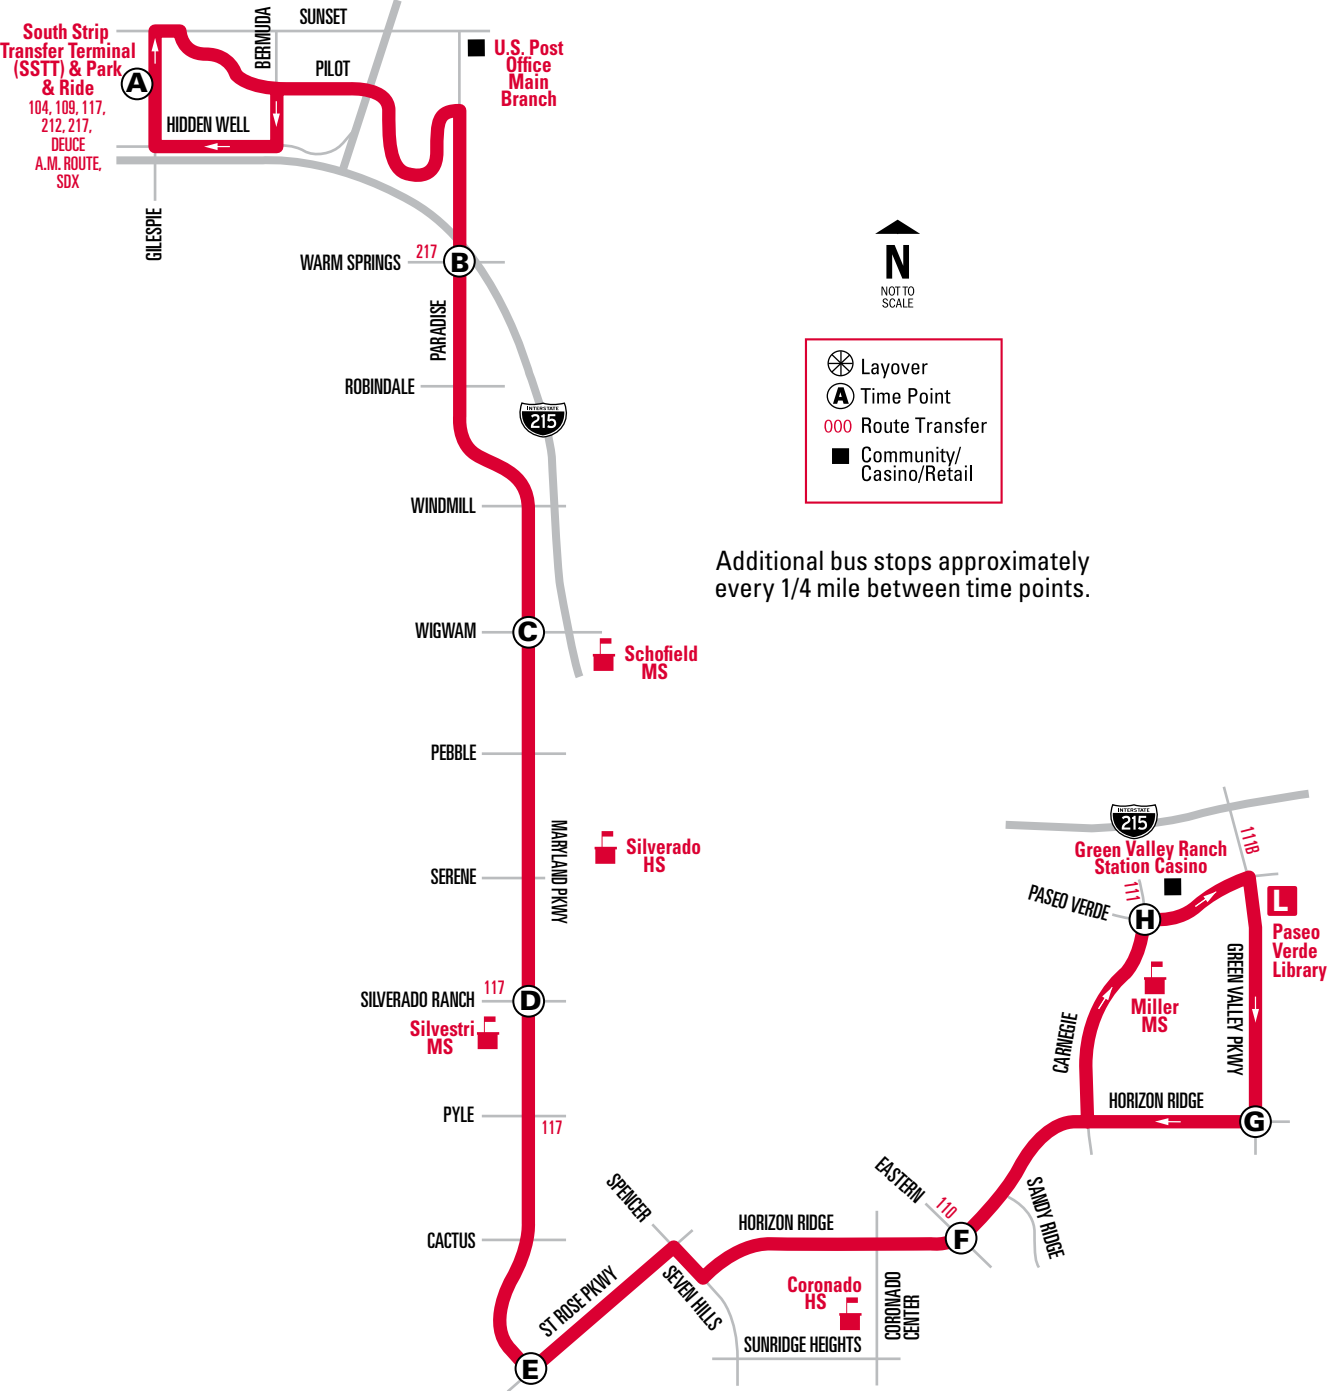 SUNSET
BERMUDA
South Strip
Transfer Terminal
(SSTT) & Park
& Ride
104, 109, 117,
212, 217,
DEUCE
A.M. ROUTE,
SDX
A
PILOT
HIDDEN WELL
GILESPIE
U.S. Post
Office
Main
Branch
217
WARM SPRINGS
B
PARADISE
ROBINDALE
INTERSTATE
215
WINDMILL
WIGWAM
C
Schofield
MS
PEBBLE
MARYLAND PKWY
Silverado
HS
SERENE
117
SILVERADO RANCH
D
Silvestri
MS
PYLE
117
CACTUS
E
N
NOT TO
SCALE
Layover
A Time Point
000 Route Transfer
Community/
Casino/Retail
Additional bus stops approximately
every 1/4 mile between time points.
ST ROSE PKWY
SPENCER
SEVEN HILLS
HORIZON RIDGE
Coronado
HS
SUNRIDGE HEIGHTS
CORONADO
CENTER
EASTERN
110
F
SANDY RIDGE
INTERSTATE
215
111B
Green Valley Ranch
Station Casino
111
PASEO VERDE
H
L
Paseo
Verde
Library
Miller
MS
CARNEGIE
GREEN VALLEY PKWY
HORIZON RIDGE
G